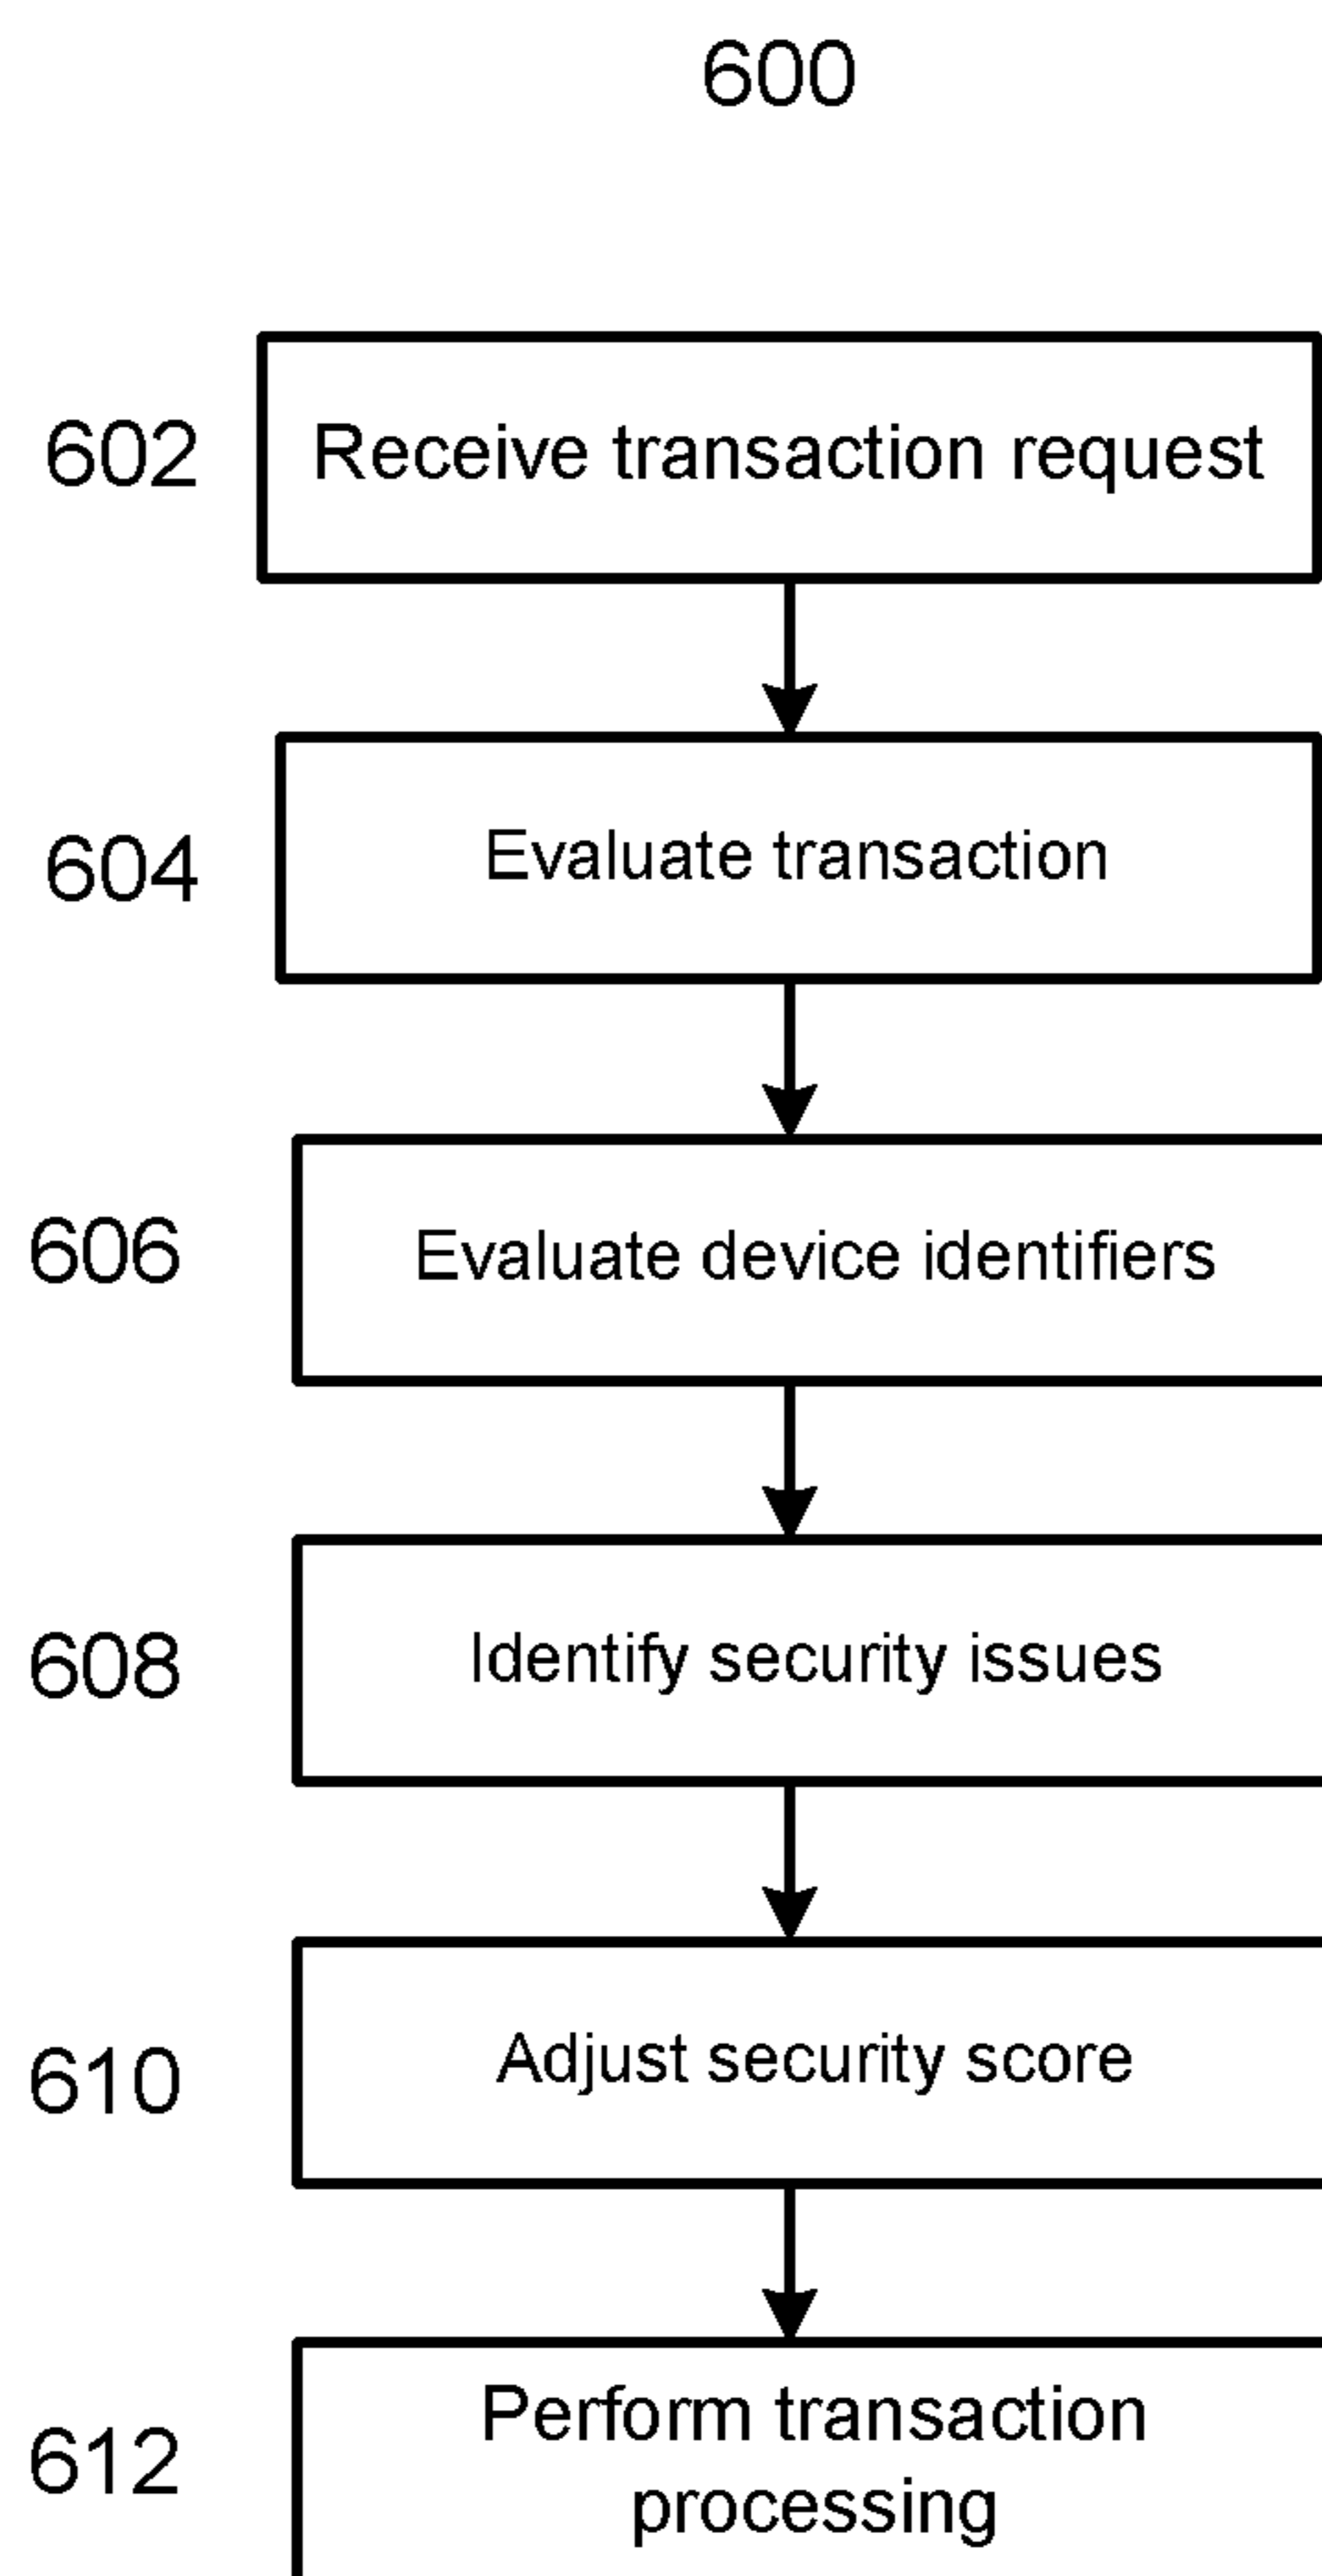 600
602
Receive transaction request
604
Evaluate transaction
606
Evaluate device identifiers
608
Identify security issues
610
Adjust security score
612
Perform transaction
processing